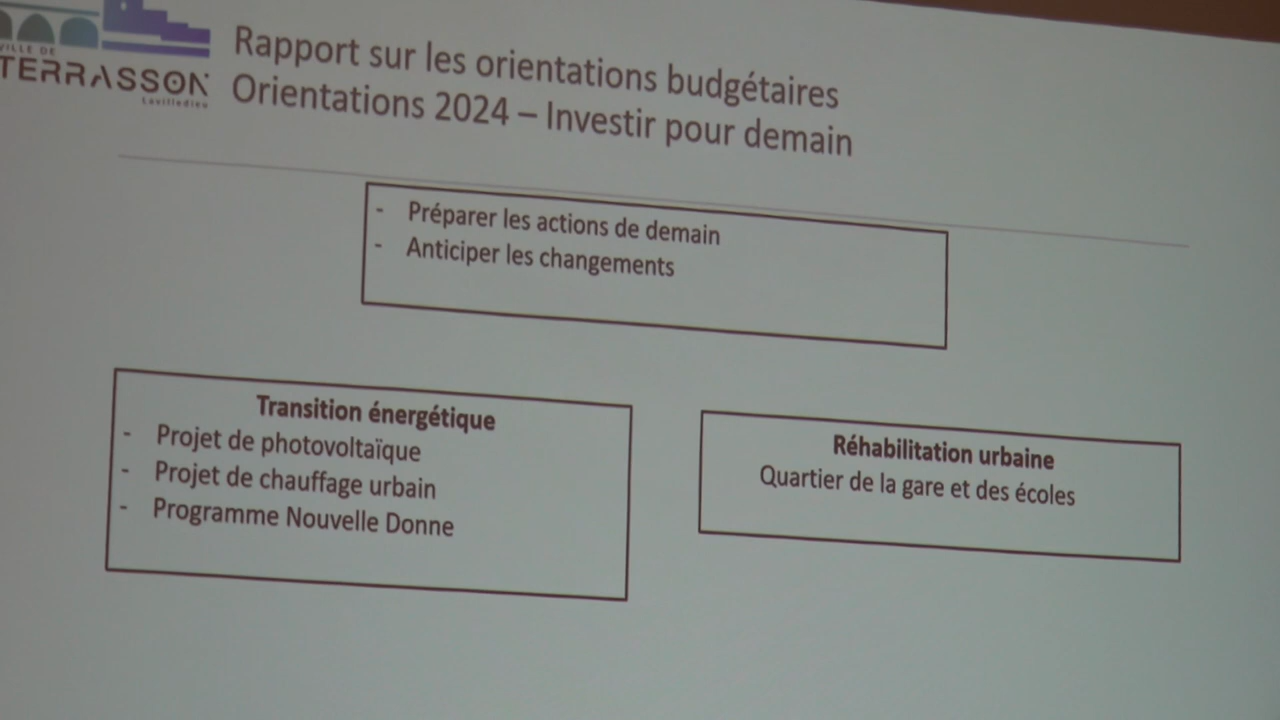 VILLE DE
TERRASSON
Lavilledieu
Rapport sur les orientations budgétaires
Orientations 2024 – Investir pour demain
- Préparer les actions de demain
- Anticiper les changements
Transition énergétique
- Projet de photovoltaïque
- Projet de chauffage urbain
- Programme Nouvelle Donne
Réhabilitation urbaine
Quartier de la gare et des écoles